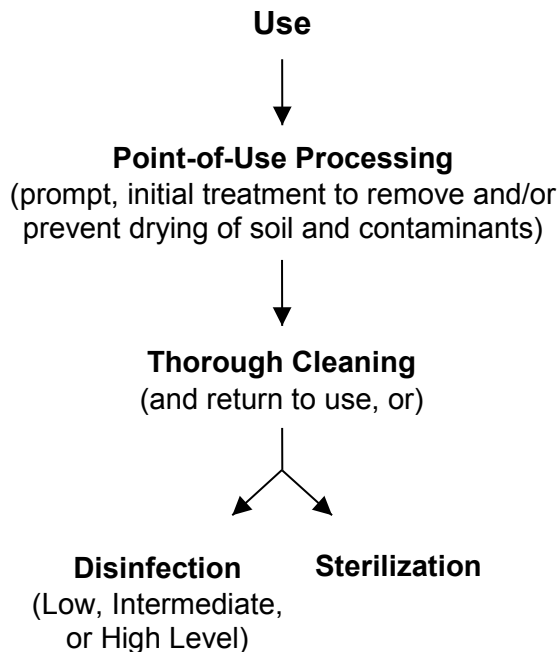 Use
Point-of-Use Processing
(prompt, initial treatment to remove and/or
prevent drying of soil and contaminants)
Thorough Cleaning
(and return to use, or)
Disinfection
(Low, Intermediate,
or High Level)
Sterilization